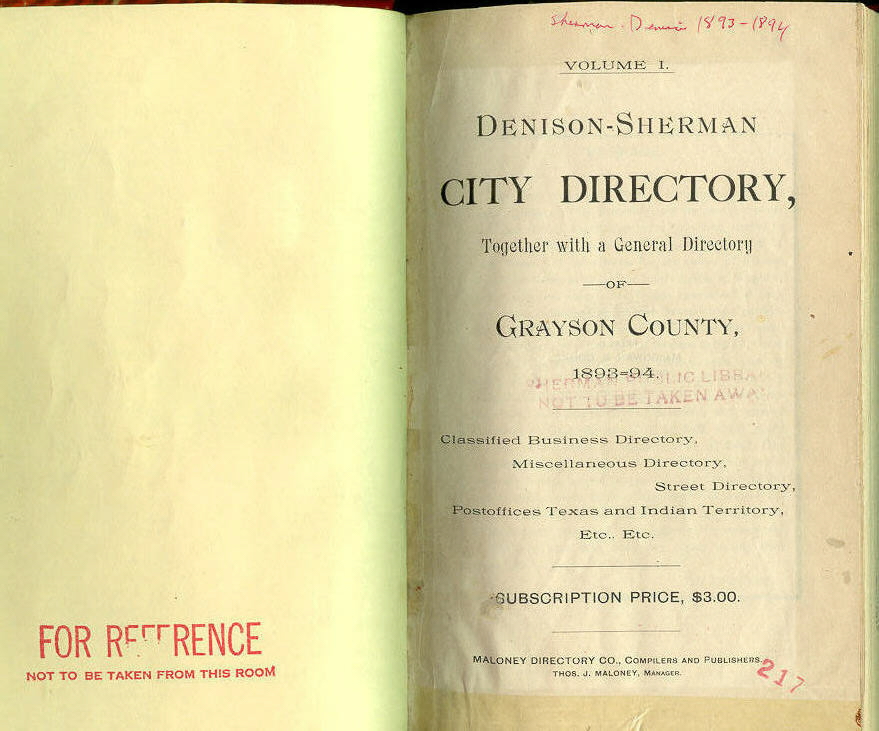 FOR REFERENCE
NOT TO BE TAKEN FROM THIS ROOM
Sherman-Denison 1893-1894
VOLUME I.
DENISON-SHERMAN
CITY DIRECTORY,
Together with a General Directory
—OF—
GRAYSON COUNTY,
1893=94.
SHERMAN PUBLIC LIBRA
NOT TO BE TAKEN AWAY
Classified Business Directory,
Miscellaneous Directory,
Street Directory,
Postoffices Texas and Indian Territory,
Etc., Etc.
SUBSCRIPTION PRICE, $3.00.
MALONEY DIRECTORY CO., COMPILERS AND PUBLISHERS.
THOS. J. MALONEY, MANAGER.
217